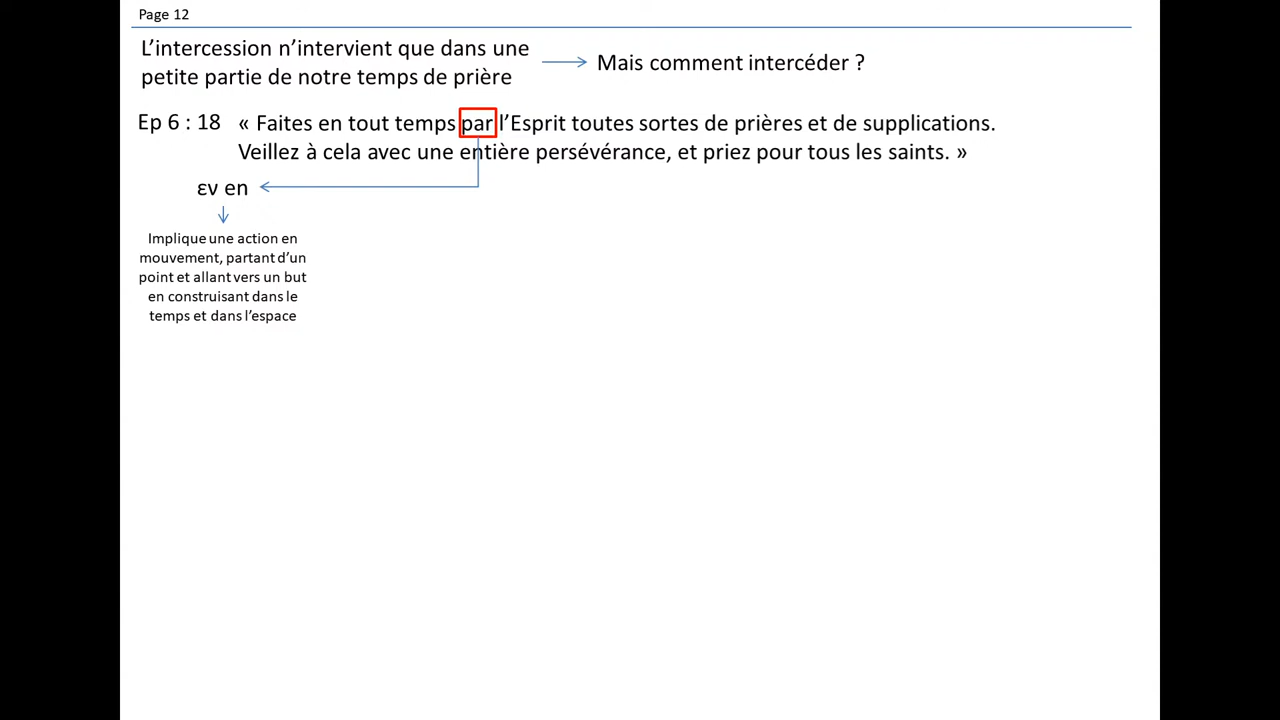 Page 12
L’intercession n’intervient que dans une
petite partie de notre temps de prière
Mais comment intercéder ?
Ep 6 : 18 « Faites en tout temps par l’Esprit toutes sortes de prières et de supplications.
Veillez à cela avec une entière persévérance, et priez pour tous les saints. »
εν en
Implique une action en
mouvement, partant d’un
point et allant vers un but
en construisant dans le
temps et dans l’espace